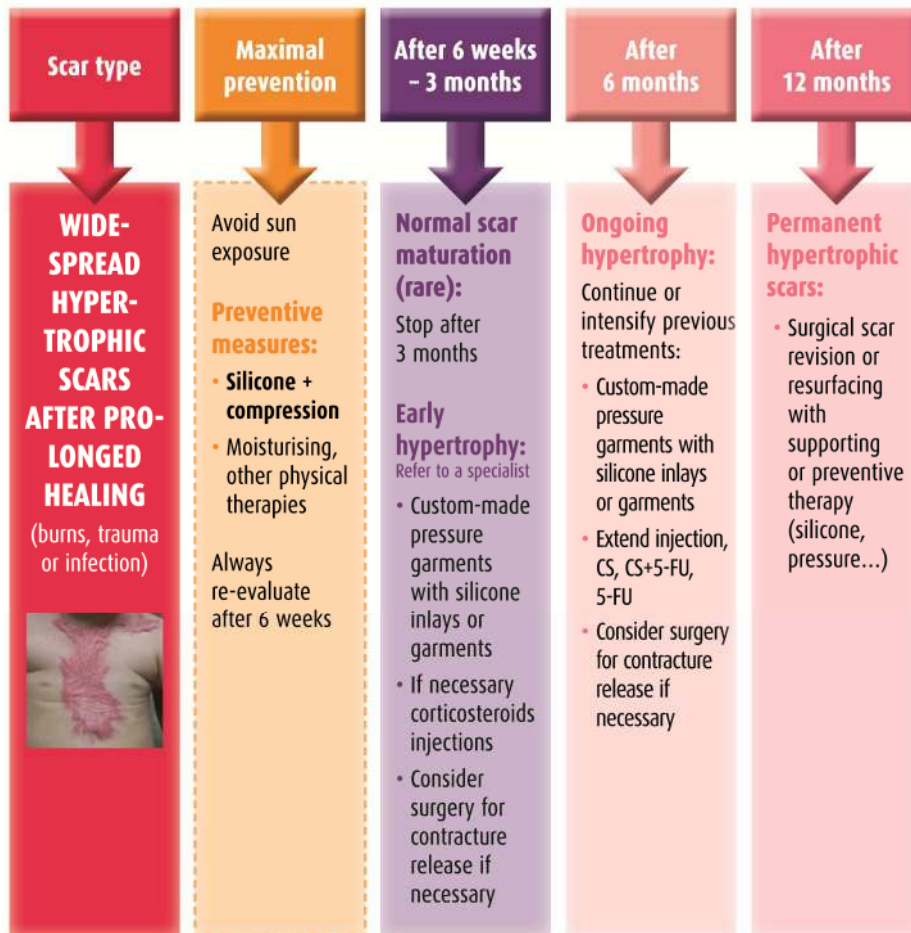 Scar type
Maximal
prevention
After 6 weeks
– 3 months
After
6 months
After
12 months
WIDE-
SPREAD
HYPER-
TROPHIC
SCARS
AFTER PRO-
LONGED
HEALING
(burns, trauma
or infection)
Avoid sun
exposure
Preventive
measures:
• Silicone +
compression
• Moisturising,
other physical
therapies
Always
re-evaluate
after 6 weeks
Normal scar
maturation
(rare):
Stop after
3 months
Early
hypertrophy:
Refer to a specialist
• Custom-made
pressure
garments
with silicone
inlays or
garments
• If necessary
corticosteroids
injections
• Consider
surgery for
contracture
release if
necessary
Ongoing
hypertrophy:
Continue or
intensify previous
treatments:
• Custom-made
pressure
garments with
silicone inlays
or garments
• Extend injection,
CS, CS+5-FU,
5-FU
• Consider surgery
for contracture
release if
necessary
Permanent
hypertrophic
scars:
• Surgical scar
revision or
resurfacing
with
supporting
or preventive
therapy
(silicone,
pressure...)